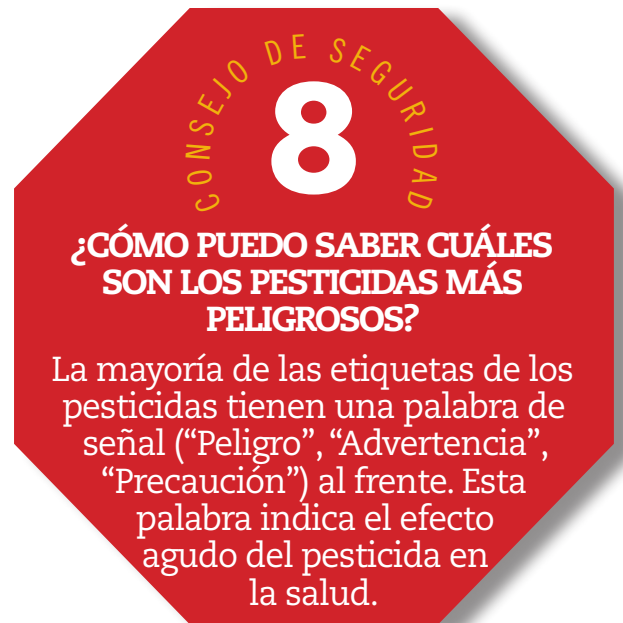 CONSEJO DE SEGURIDAD
8
¿CÓMO PUEDO SABER CUÁLES
SON LOS PESTICIDAS MÁS
PELIGROSOS?
La mayoría de las etiquetas de los
pesticidas tienen una palabra de
señal (“Peligro”, “Advertencia”,
“Precaución”) al frente. Esta
palabra indica el efecto
agudo del pesticida en
la salud.